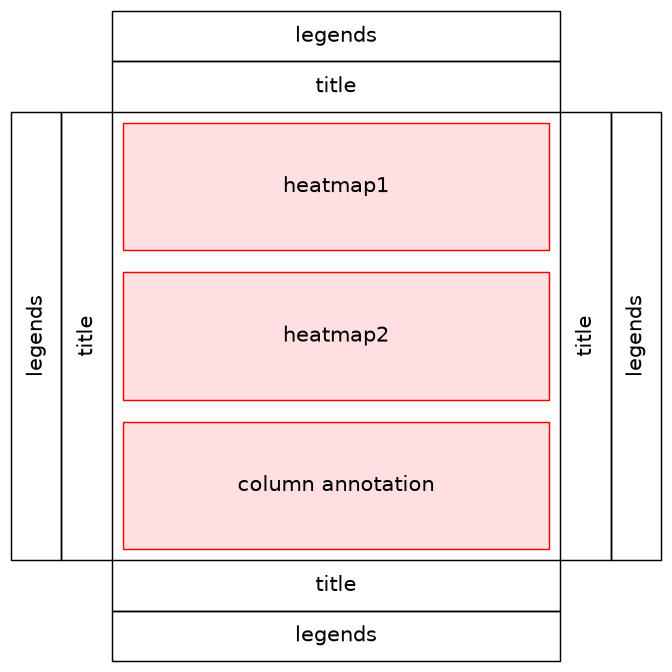 legends
title
heatmap1
legends
title
heatmap2
title
legends
column annotation
title
legends